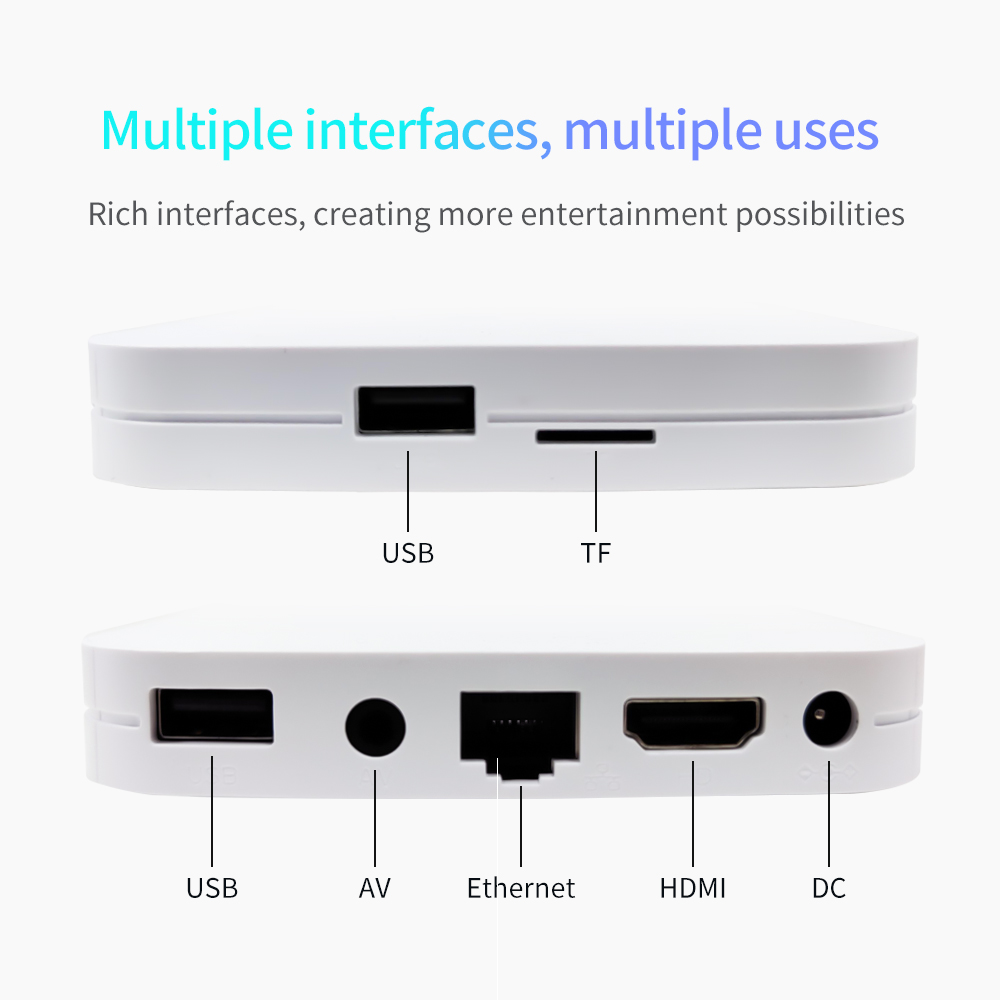 Multiple interfaces, multiple uses
Rich interfaces, creating more entertainment possibilities
USB
TF
USB
AV
Ethernet
HDMI
DC